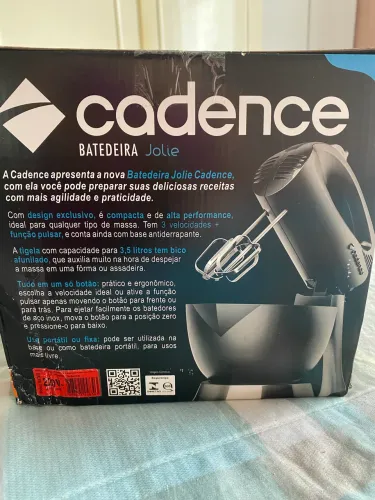 cadence
BATEDEIRA Jolie
A Cadence apresenta a nova Batedeira Jolie Cadence,
com ela você pode preparar suas deliciosas receitas
com mais agilidade e praticidade.
Com design exclusivo, é compacta e de alta performance,
ideal para qualquer tipo de massa. Tem 3 velocidades +
função pulsar, e conta ainda com base antiderrapante.
A tigela com capacidade para 3,5 litros tem bico
afunilado, que auxilia muito na hora de despejar
a massa em uma fôrma ou assadeira.
Tudo em um só botão: prático e ergonômico,
escolha a velocidade ideal ou ative a função
pulsar apenas movendo o botão para frente ou
para trás. Para ejetar facilmente os batedores
de aço inox, mova o botão para a posição zero
e pressione-o para baixo.
Uso portátil ou fixa: pode ser utilizada na
base ou como batedeira portátil, para usos
mais livre.
cadence